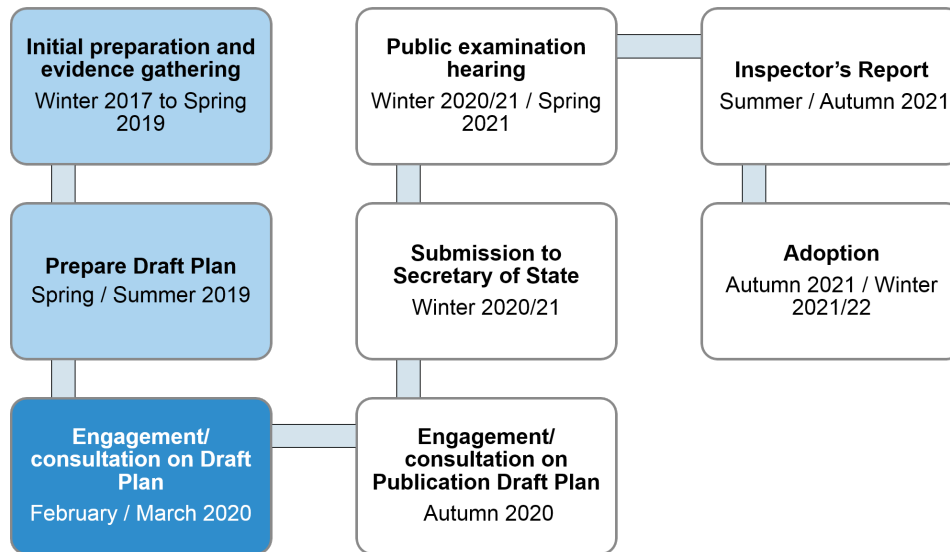 Initial preparation and
evidence gathering
Winter 2017 to Spring
2019
Prepare Draft Plan
Spring / Summer 2019
Engagement/
consultation on Draft
Plan
February / March 2020
Engagement/
consultation on
Publication Draft Plan
Autumn 2020
Submission to
Secretary of State
Winter 2020/21
Public examination
hearing
Winter 2020/21 / Spring
2021
Inspector’s Report
Summer / Autumn 2021
Adoption
Autumn 2021 / Winter
2021/22